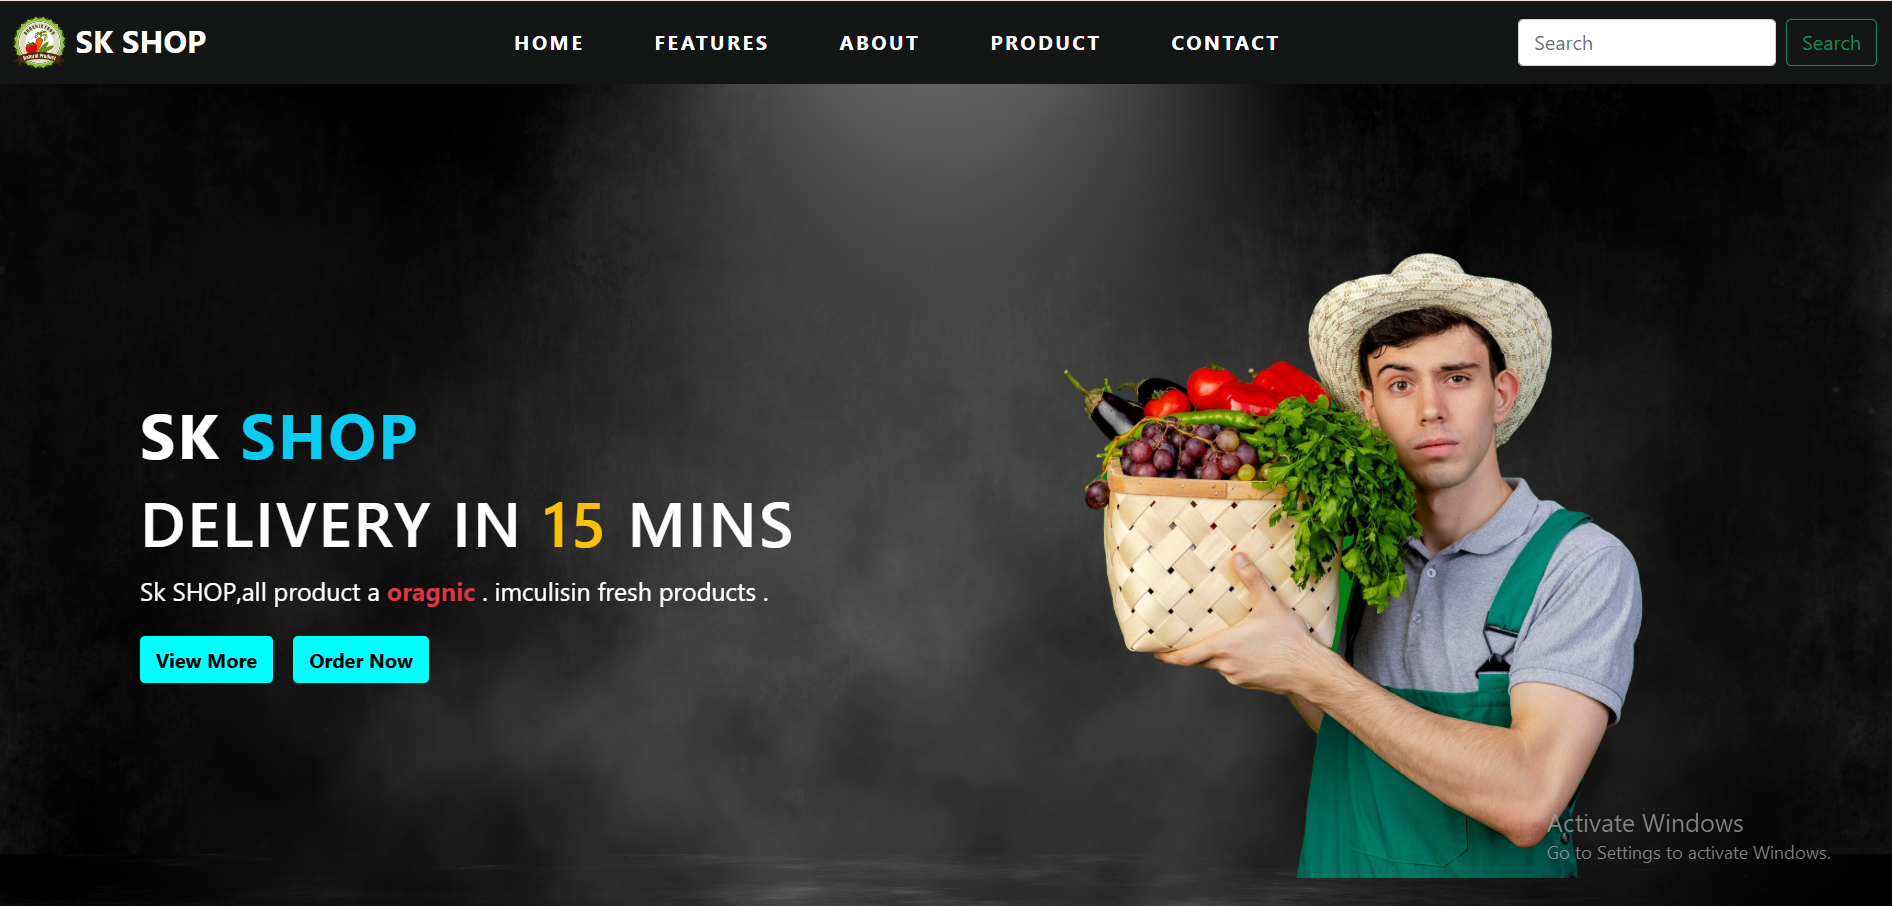 SK SHOP
HOME
FEATURES
ABOUT
PRODUCT
CONTACT
Search
Search
SK SHOP
DELIVERY IN 15 MINS
Sk SHOP,all product a oragnic . imculisin fresh products .
View More
Order Now
Activate Windows
Go to Settings to activate Windows.